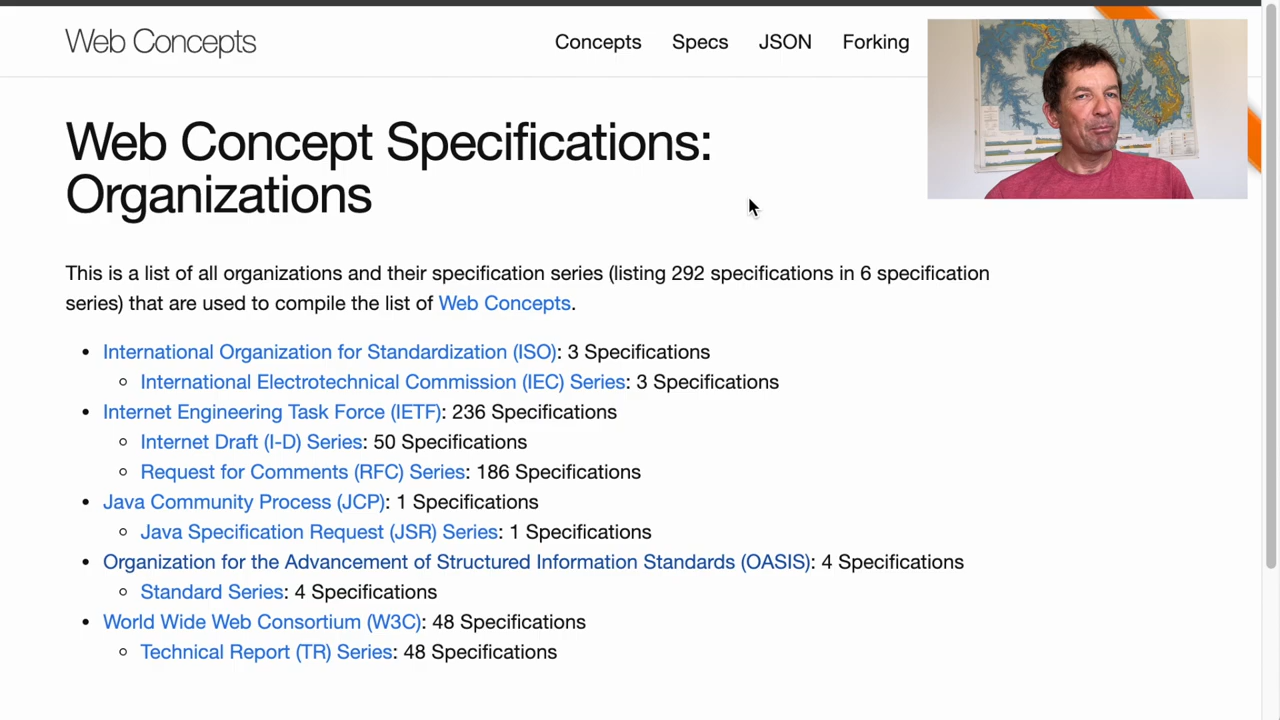 Web Concepts
Concepts Specs JSON Forking
Web Concept Specifications:
Organizations
This is a list of all organizations and their specification series (listing 292 specifications in 6 specification
series) that are used to compile the list of Web Concepts.
• International Organization for Standardization (ISO): 3 Specifications
○ International Electrotechnical Commission (IEC) Series: 3 Specifications
• Internet Engineering Task Force (IETF): 236 Specifications
○ Internet Draft (I-D) Series: 50 Specifications
○ Request for Comments (RFC) Series: 186 Specifications
• Java Community Process (JCP): 1 Specifications
○ Java Specification Request (JSR) Series: 1 Specifications
• Organization for the Advancement of Structured Information Standards (OASIS): 4 Specifications
○ Standard Series: 4 Specifications
• World Wide Web Consortium (W3C): 48 Specifications
○ Technical Report (TR) Series: 48 Specifications